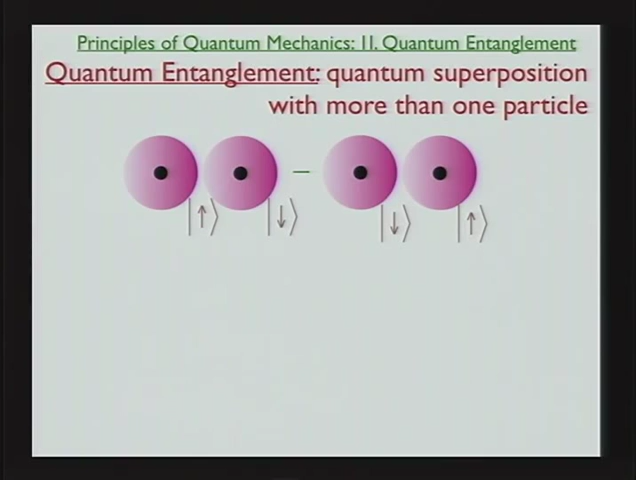 Principles of Quantum Mechanics: II. Quantum Entanglement
Quantum Entanglement: quantum superposition
with more than one particle
−
|↑⟩ |↓⟩ |↓⟩ |↑⟩